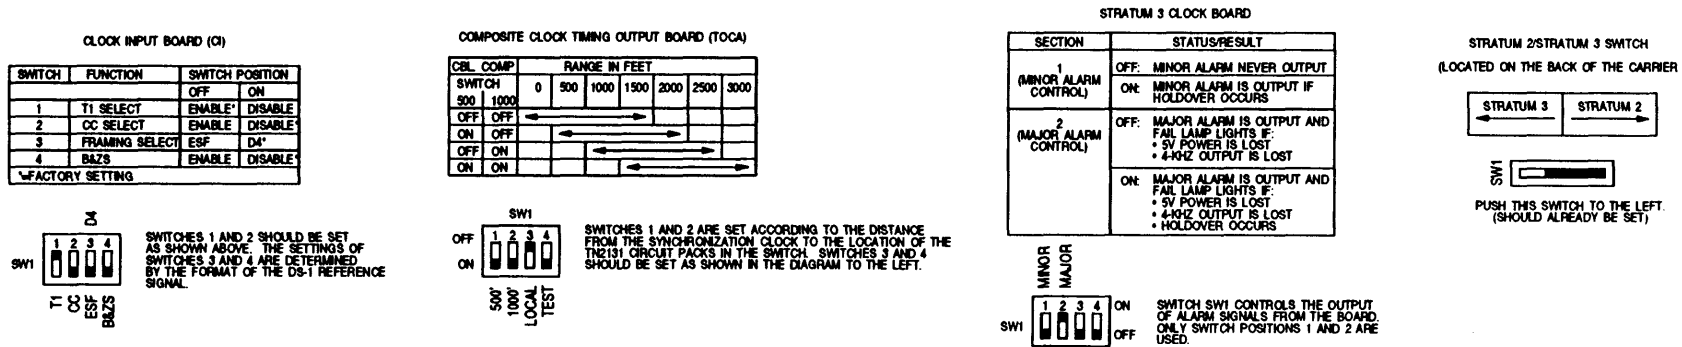 CLOCK INPUT BOARD (CI)
SWITCH FUNCTION SWITCH POSITION
OFF ON
1 T1 SELECT ENABLE* DISABLE
2 CC SELECT ENABLE DISABLE*
3 FRAMING SELECT ESF D4*
4 B&ZS ENABLE DISABLE*
*=FACTORY SETTING
D4
1 2 3 4
SW1
T1 CC ESF B&ZS
SWITCHES 1 AND 2 SHOULD BE SET
AS SHOWN ABOVE. THE SETTINGS OF
SWITCHES 3 AND 4 ARE DETERMINED
BY THE FORMAT OF THE DS-1 REFERENCE
SIGNAL.
COMPOSITE CLOCK TIMING OUTPUT BOARD (TOCA)
CBL COMP RANGE IN FEET
SWITCH 0 500 1000 1500 2000 2500 3000
500 1000
OFF OFF
ON OFF
OFF ON
ON ON
SW1
OFF 1 2 3 4
ON
500' 1000' LOCAL TEST
SWITCHES 1 AND 2 ARE SET ACCORDING TO THE DISTANCE
FROM THE SYNCHRONIZATION CLOCK TO THE LOCATION OF THE
TN2131 CIRCUIT PACKS IN THE SWITCH. SWITCHES 3 AND 4
SHOULD BE SET AS SHOWN IN THE DIAGRAM TO THE LEFT.
STRATUM 3 CLOCK BOARD
SECTION STATUS/RESULT
1
(MINOR ALARM
CONTROL)
OFF: MINOR ALARM NEVER OUTPUT
ON: MINOR ALARM IS OUTPUT IF
HOLDOVER OCCURS
2
(MAJOR ALARM
CONTROL)
OFF: MAJOR ALARM IS OUTPUT AND
FAIL LAMP LIGHTS IF:
• 5V POWER IS LOST
• 4-KHZ OUTPUT IS LOST
ON: MAJOR ALARM IS OUTPUT AND
FAIL LAMP LIGHTS IF:
• 5V POWER IS LOST
• 4-KHZ OUTPUT IS LOST
• HOLDOVER OCCURS
MINOR MAJOR
1 2 3 4 ON
SW1
OFF
SWITCH SW1 CONTROLS THE OUTPUT
OF ALARM SIGNALS FROM THE BOARD.
ONLY SWITCH POSITIONS 1 AND 2 ARE
USED.
STRATUM 2/STRATUM 3 SWITCH
(LOCATED ON THE BACK OF THE CARRIER
STRATUM 3 STRATUM 2
SW1
PUSH THIS SWITCH TO THE LEFT.
(SHOULD ALREADY BE SET)